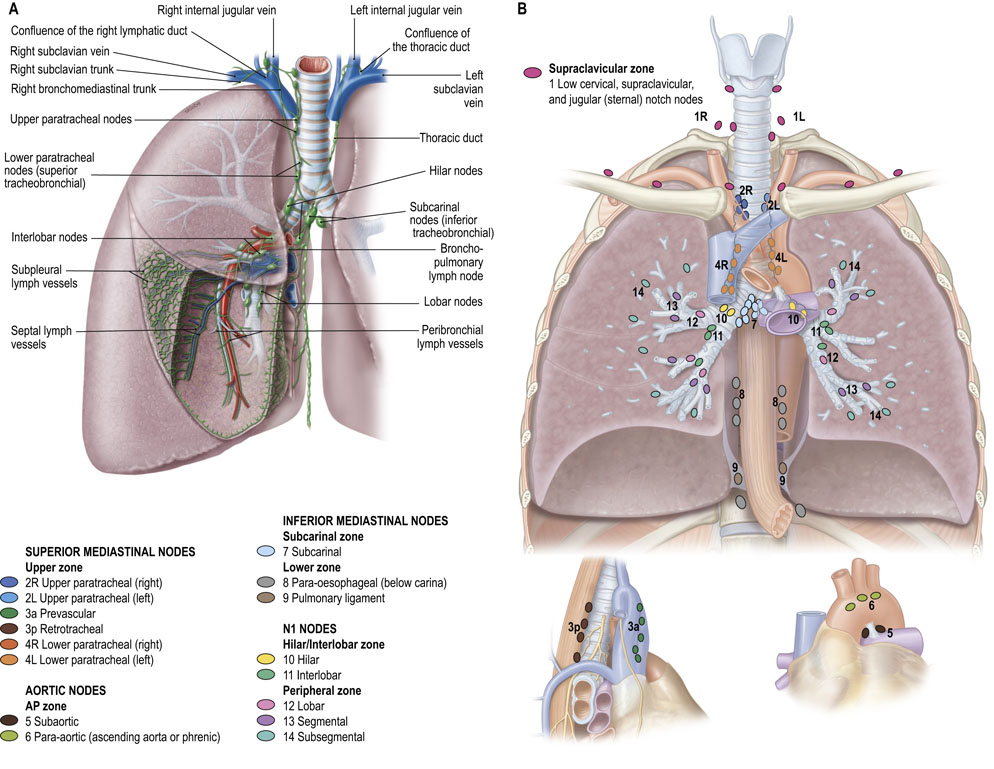 A
Right internal jugular vein
Left internal jugular vein
Confluence of the right lymphatic duct
Confluence of
the thoracic duct
Right subclavian vein
Right subclavian trunk
Left
subclavian
vein
Right bronchomediastinal trunk
Upper paratracheal nodes
Thoracic duct
Lower paratracheal
nodes (superior
tracheobronchial)
Hilar nodes
Subcarinal
nodes (inferior
tracheobronchial)
Interlobar nodes
Broncho-
pulmonary
lymph node
Subpleural
lymph vessels
Lobar nodes
Septal lymph
vessels
Peribronchial
lymph vessels
SUPERIOR MEDIASTINAL NODES
Upper zone
2R Upper paratracheal (right)
2L Upper paratracheal (left)
3a Prevascular
3p Retrotracheal
4R Lower paratracheal (right)
4L Lower paratracheal (left)
AORTIC NODES
AP zone
5 Subaortic
6 Para-aortic (ascending aorta or phrenic)
INFERIOR MEDIASTINAL NODES
Subcarinal zone
7 Subcarinal
Lower zone
8 Para-oesophageal (below carina)
9 Pulmonary ligament
N1 NODES
Hilar/Interlobar zone
10 Hilar
11 Interlobar
Peripheral zone
12 Lobar
13 Segmental
14 Subsegmental
B
Supraclavicular zone
1 Low cervical, supraclavicular,
and jugular (sternal) notch nodes
1R
1L
2R
2L
4R
4L
14
14
13
12
10
7
10
11
11
12
13
14
8
8
9
9
3p
3a
6
5